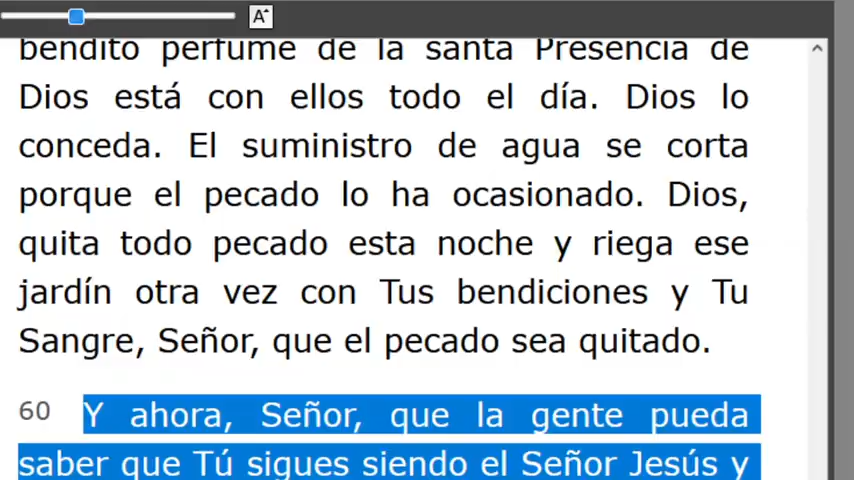 A
bendito perfume de la santa Presencia de
Dios está con ellos todo el día. Dios lo
conceda. El suministro de agua se corta
porque el pecado lo ha ocasionado. Dios,
quita todo pecado esta noche y riega ese
jardín otra vez con Tus bendiciones y Tu
Sangre, Señor, que el pecado sea quitado.
60 Y ahora, Señor, que la gente pueda
saber que Tú sigues siendo el Señor Jesús y